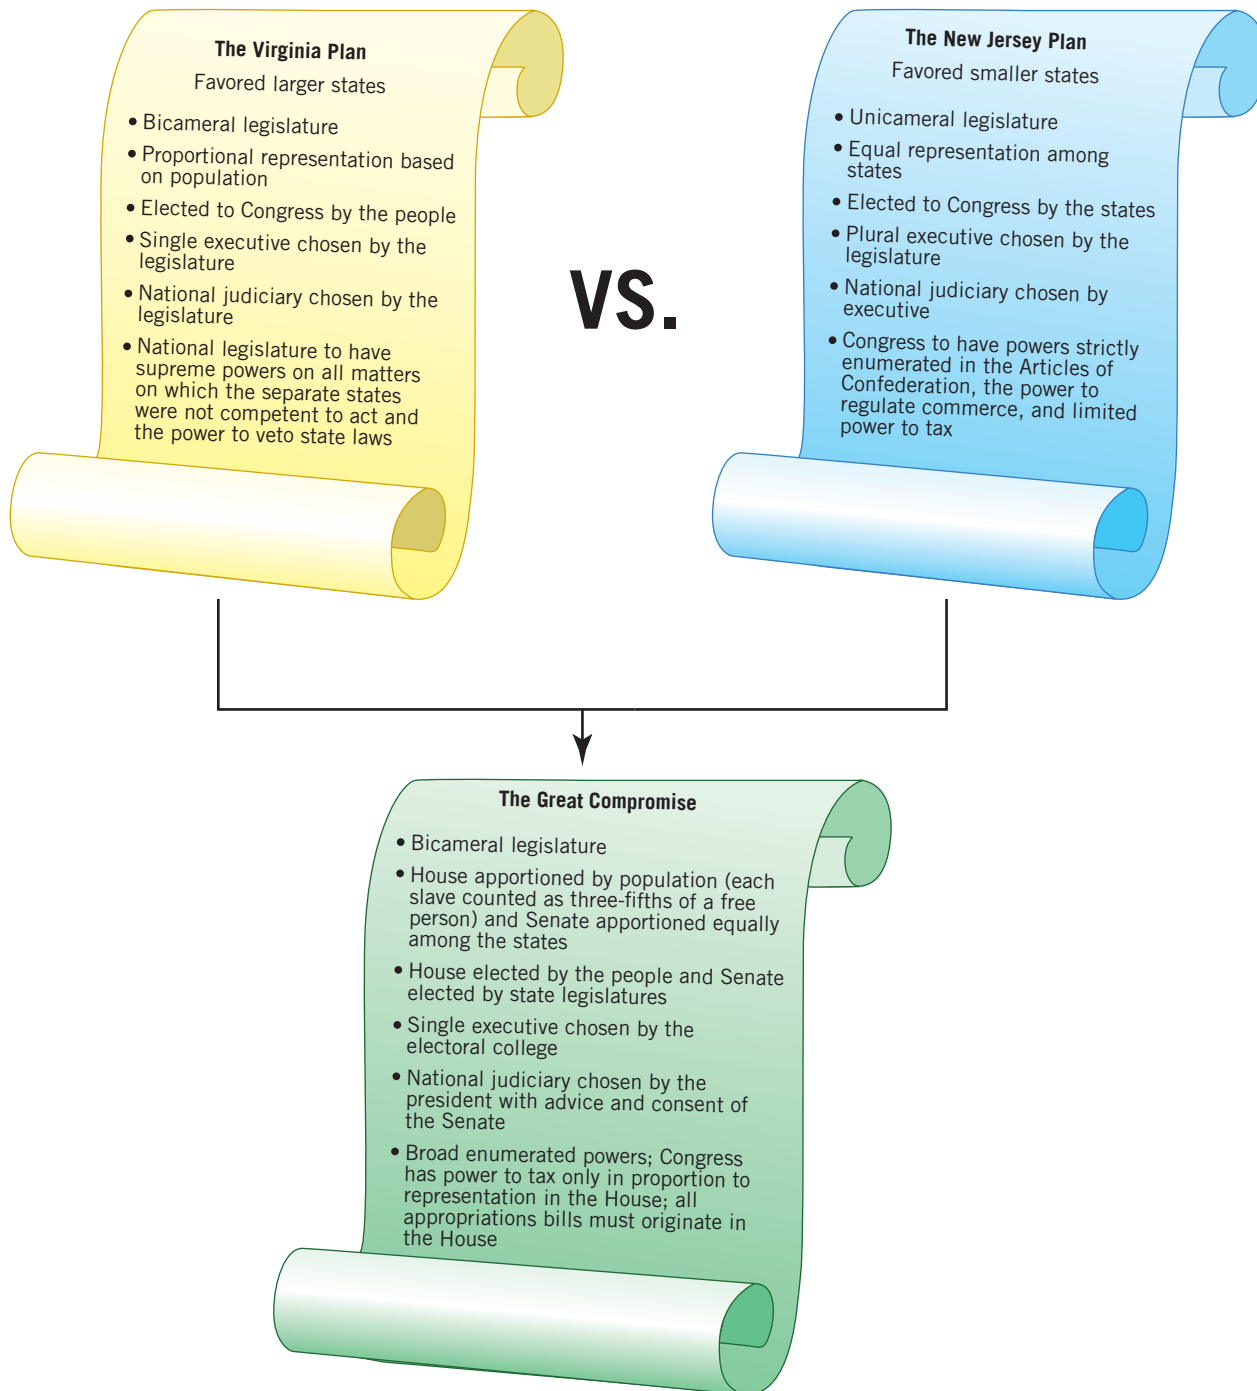 The Virginia Plan
Favored larger states
• Bicameral legislature
• Proportional representation based
on population
• Elected to Congress by the people
• Single executive chosen by the
legislature
• National judiciary chosen by the
legislature
• National legislature to have
supreme powers on all matters
on which the separate states
were not competent to act and
the power to veto state laws
VS.
The New Jersey Plan
Favored smaller states
• Unicameral legislature
• Equal representation among
states
• Elected to Congress by the states
• Plural executive chosen by the
legislature
• National judiciary chosen by
executive
• Congress to have powers strictly
enumerated in the Articles of
Confederation, the power to
regulate commerce, and limited
power to tax
The Great Compromise
• Bicameral legislature
• House apportioned by population (each
slave counted as three-fifths of a free
person) and Senate apportioned equally
among the states
• House elected by the people and Senate
elected by state legislatures
• Single executive chosen by the
electoral college
• National judiciary chosen by the
president with advice and consent of
the Senate
• Broad enumerated powers; Congress
has power to tax only in proportion to
representation in the House; all
appropriations bills must originate in
the House